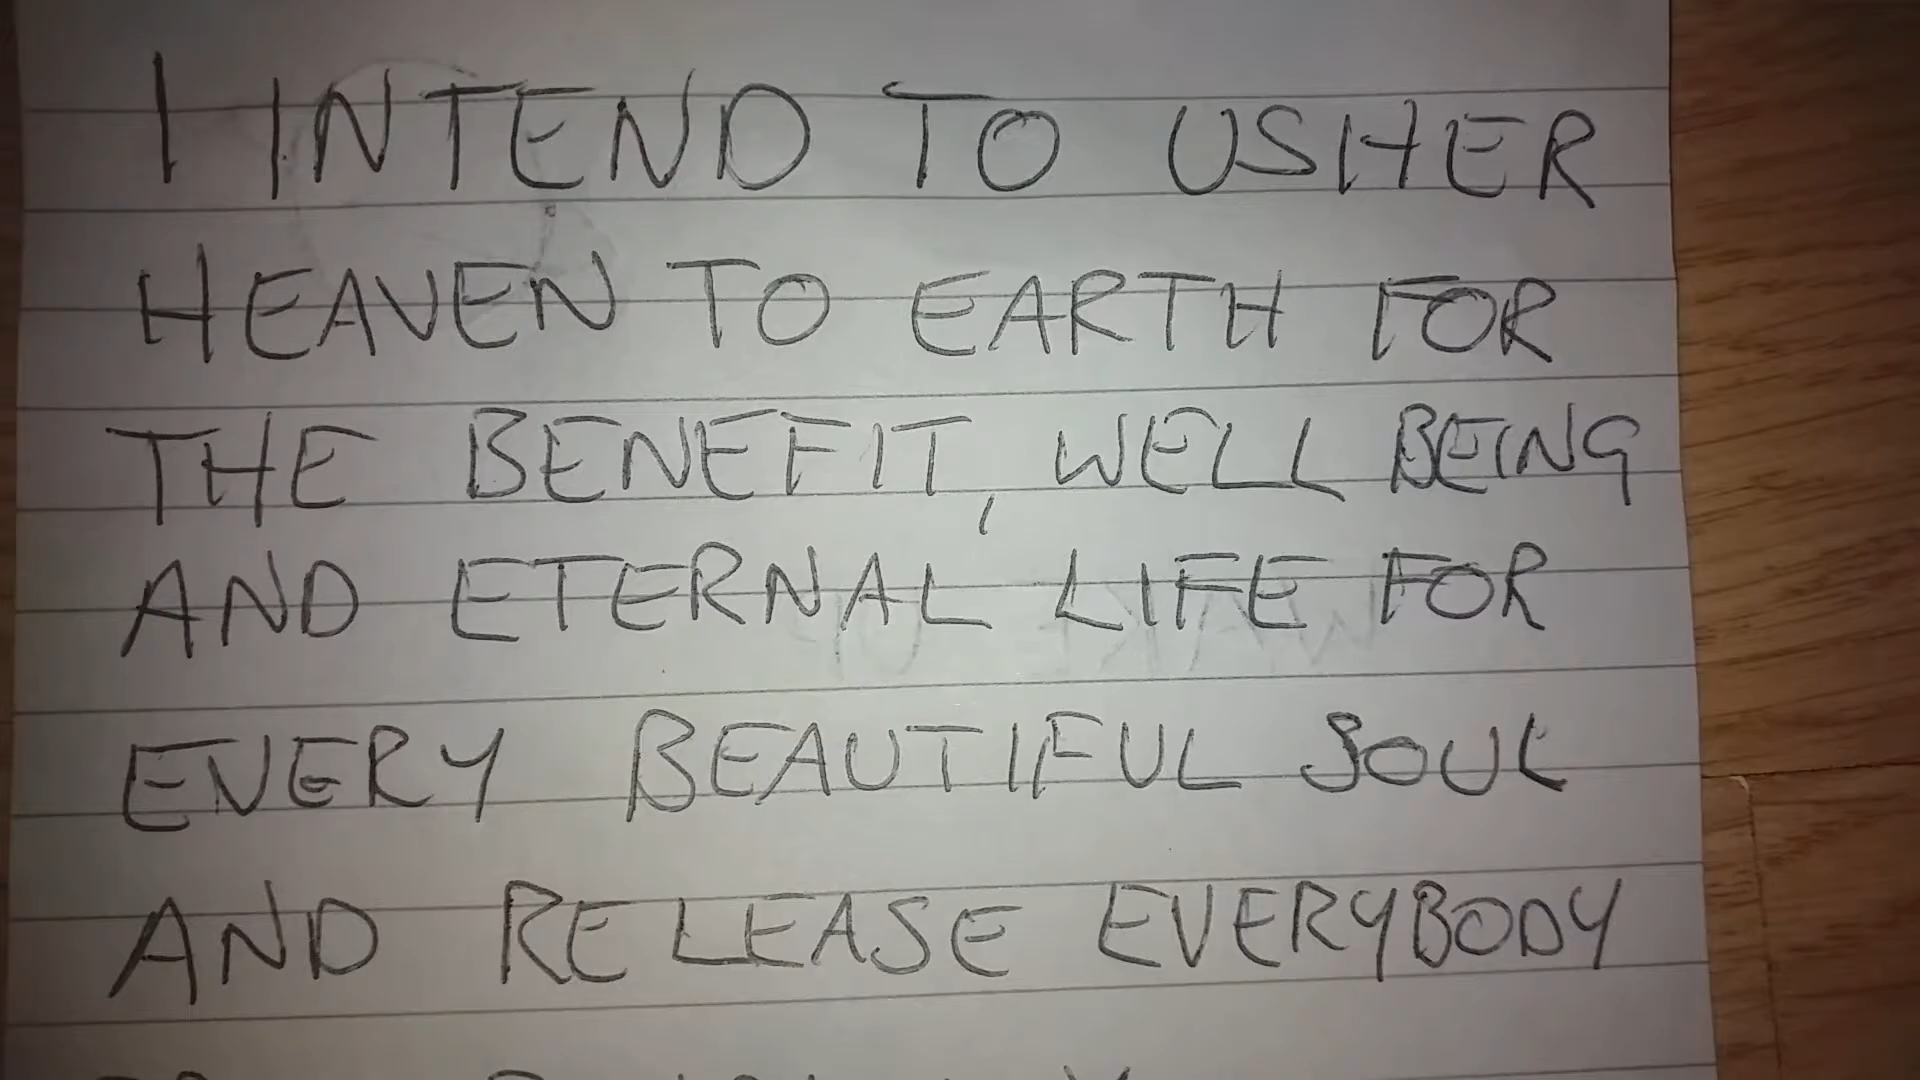 I INTEND TO USHER
HEAVEN TO EARTH FOR
THE BENEFIT, WELL BEING
AND ETERNAL LIFE FOR
EVERY BEAUTIFUL SOUL
AND RELEASE EVERYBODY